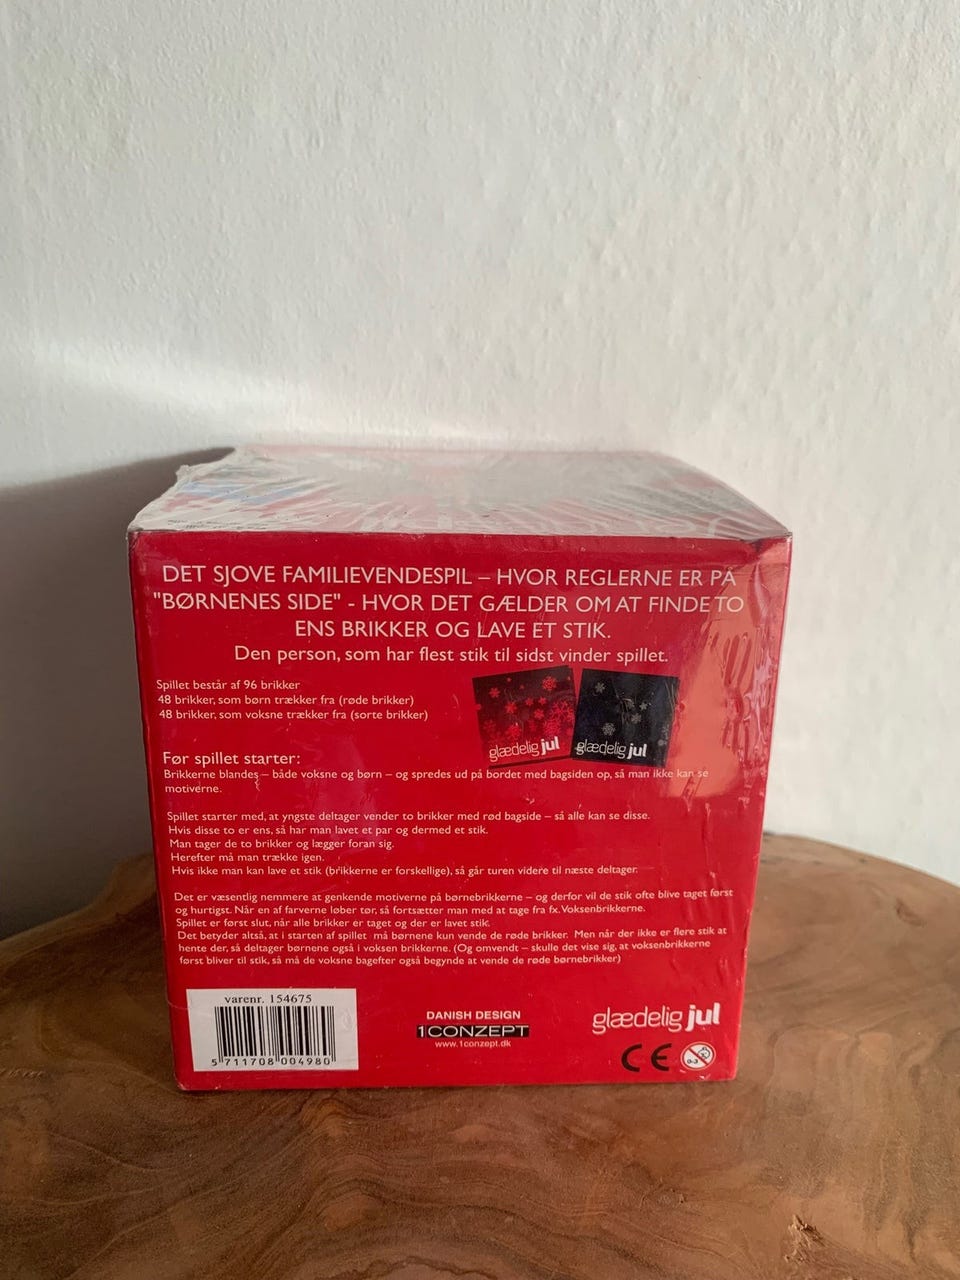 DET SJOVE FAMILIEVENDESPIL – HVOR REGLERNE ER PÅ
"BØRNENES SIDE" - HVOR DET GÆLDER OM AT FINDE TO
ENS BRIKKER OG LAVE ET STIK.
Den person, som har flest stik til sidst vinder spillet.
Spillet består af 96 brikker
48 brikker, som børn trækker fra (røde brikker)
48 brikker, som voksne trækker fra (sorte brikker)
glædelig jul
glædelig jul
Før spillet starter:
Brikkerne blandes – både voksne og børn – og spredes ud på bordet med bagsiden op, så man ikke kan se
motiverne.
Spillet starter med, at yngste deltager vender to brikker med rød bagside – så alle kan se disse.
Hvis disse to er ens, så har man lavet et par og dermed et stik.
Man tager de to brikker og lægger foran sig.
Herefter må man trække igen.
Hvis ikke man kan lave et stik (brikkerne er forskellige), så går turen videre til næste deltager.
Det er væsentlig nemmere at genkende motiverne på børnebrikkerne – og derfor vil de stik ofte blive taget først
og hurtigst. Når en af farverne løber tør, så fortsætter man med at tage fra fx. Voksenbrikkerne.
Spillet er først slut, når alle brikker er taget og der er lavet stik.
Det betyder altså, at i starten af spillet må børnene kun vende de røde brikker. Men når der ikke er flere stik at
hente der, så deltager børnene også i voksen brikkerne. (Og omvendt – skulle det vise sig, at voksenbrikkerne
først bliver til stik, så må de voksne bagefter også begynde at vende de røde børnebrikker)
varenr. 154675
5 711708 004980
DANISH DESIGN
1CONZEPT
www.1conzept.dk
glædelig jul
CE
0-3